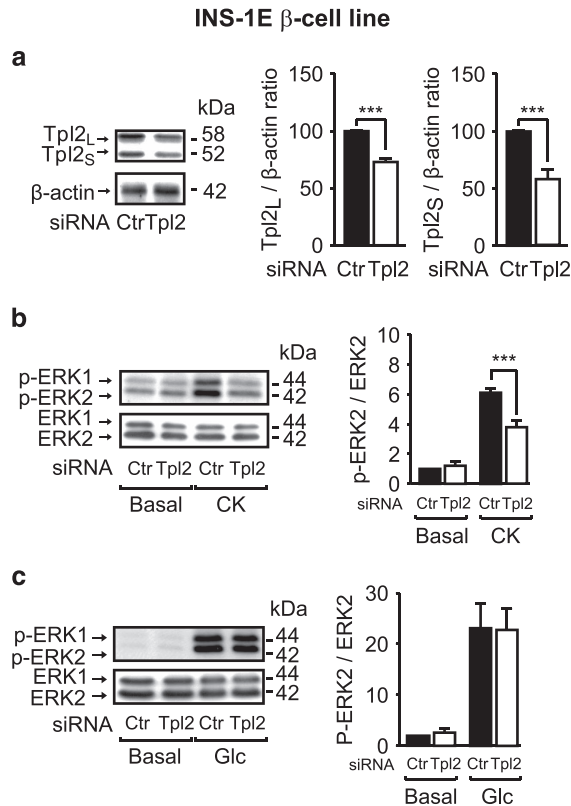 INS-1E β-cell line
a
kDa
Tpl2L → - 58
Tpl2S → - 52
β-actin → - 42
siRNA CtrTpl2
Tpl2L / β-actin ratio
150
100
50
0
***
siRNA Ctr Tpl2
Tpl2S / β-actin ratio
150
100
50
0
***
siRNA Ctr Tpl2
b
kDa
p-ERK1 → - 44
p-ERK2 → - 42
ERK1 → - 44
ERK2 → - 42
siRNA Ctr Tpl2 Ctr Tpl2
Basal CK
p-ERK2 / ERK2
10
8
6
4
2
0
***
siRNA Ctr Tpl2 Ctr Tpl2
Basal CK
c
kDa
p-ERK1 → - 44
p-ERK2 → - 42
ERK1 → - 44
ERK2 → - 42
siRNA Ctr Tpl2 Ctr Tpl2
Basal Glc
P-ERK2 / ERK2
30
20
10
0
siRNA Ctr Tpl2 Ctr Tpl2
Basal Glc